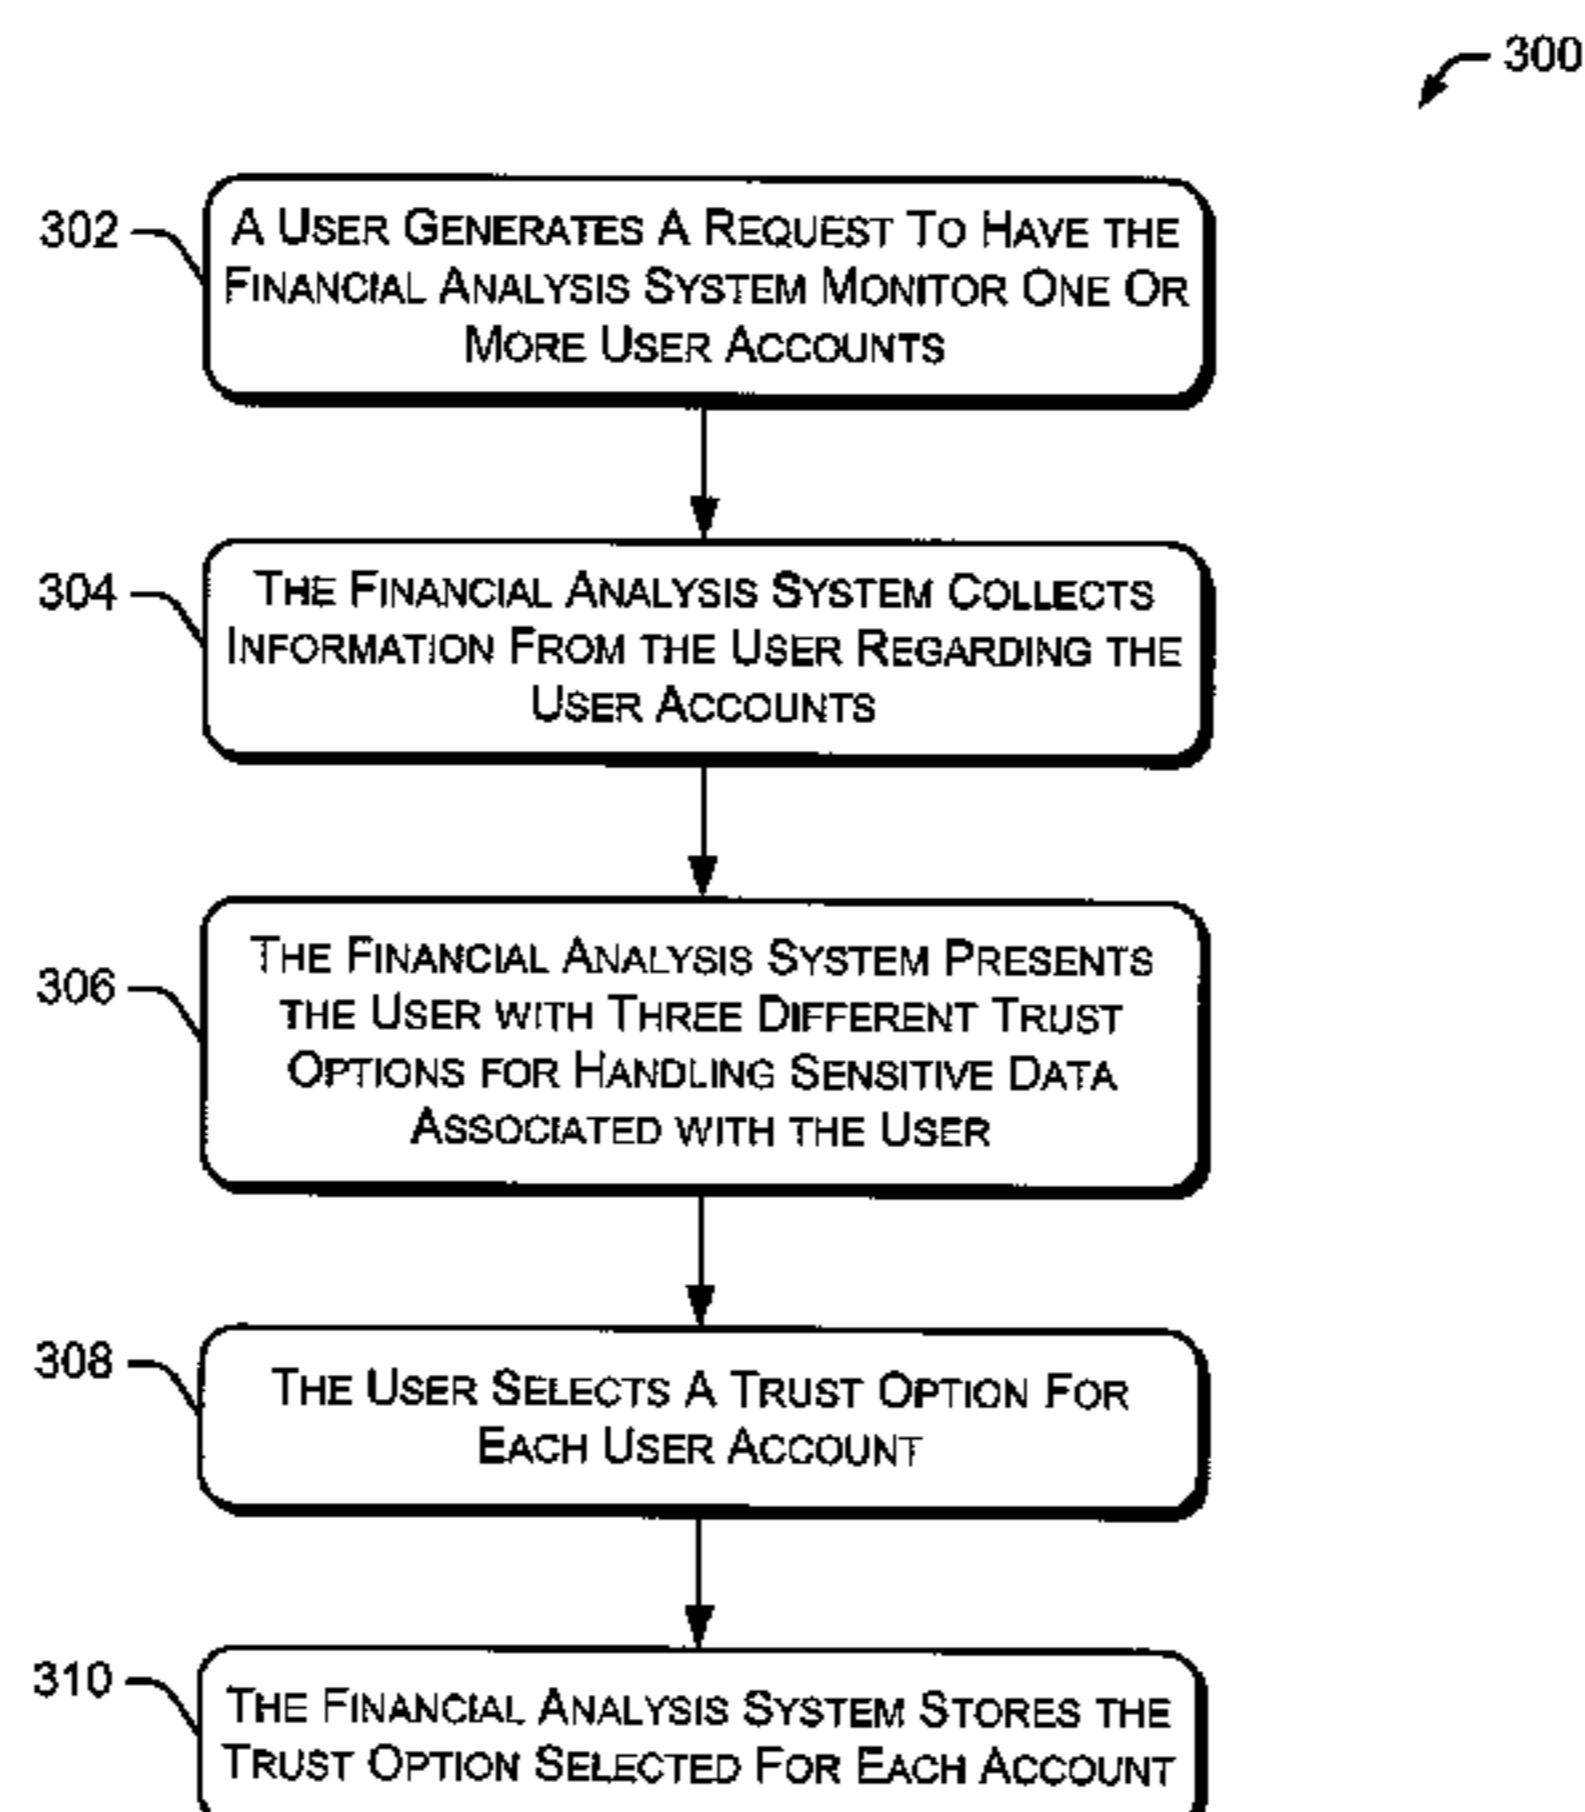 300
302
A USER GENERATES A REQUEST TO HAVE THE
FINANCIAL ANALYSIS SYSTEM MONITOR ONE OR
MORE USER ACCOUNTS
304
THE FINANCIAL ANALYSIS SYSTEM COLLECTS
INFORMATION FROM THE USER REGARDING THE
USER ACCOUNTS
306
THE FINANCIAL ANALYSIS SYSTEM PRESENTS
THE USER WITH THREE DIFFERENT TRUST
OPTIONS FOR HANDLING SENSITIVE DATA
ASSOCIATED WITH THE USER
308
THE USER SELECTS A TRUST OPTION FOR
EACH USER ACCOUNT
310
THE FINANCIAL ANALYSIS SYSTEM STORES THE
TRUST OPTION SELECTED FOR EACH ACCOUNT